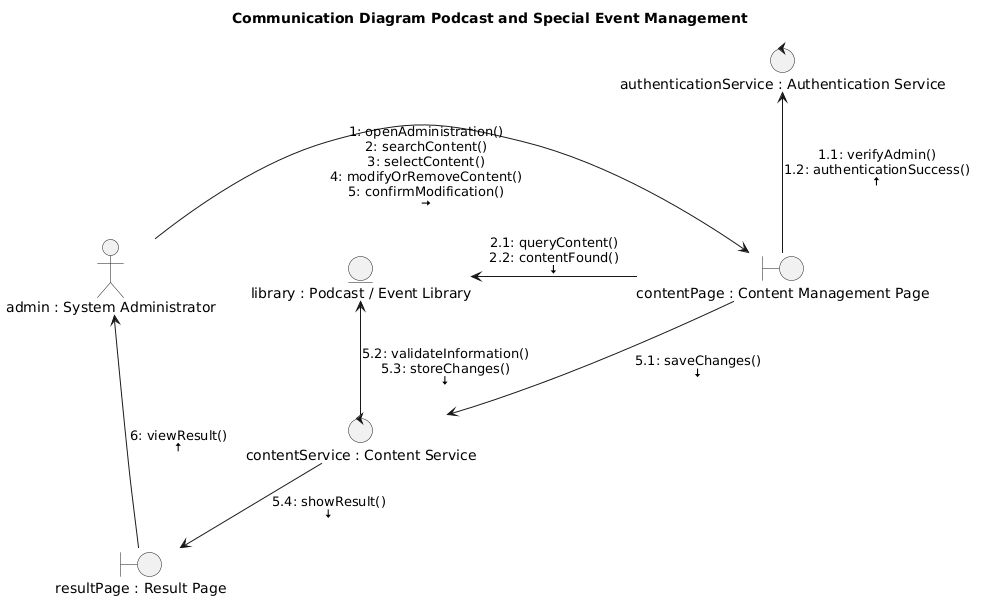 Communication Diagram Podcast and Special Event Management
authenticationService : Authentication Service
1: openAdministration()
2: searchContent()
3: selectContent()
4: modifyOrRemoveContent()
5: confirmModification()
→
1.1: verifyAdmin()
1.2: authenticationSuccess()
↑
2.1: queryContent()
2.2: contentFound()
↓
admin : System Administrator
library : Podcast / Event Library
contentPage : Content Management Page
5.2: validateInformation()
5.3: storeChanges()
↓
5.1: saveChanges()
↓
6: viewResult()
↑
contentService : Content Service
5.4: showResult()
↓
resultPage : Result Page